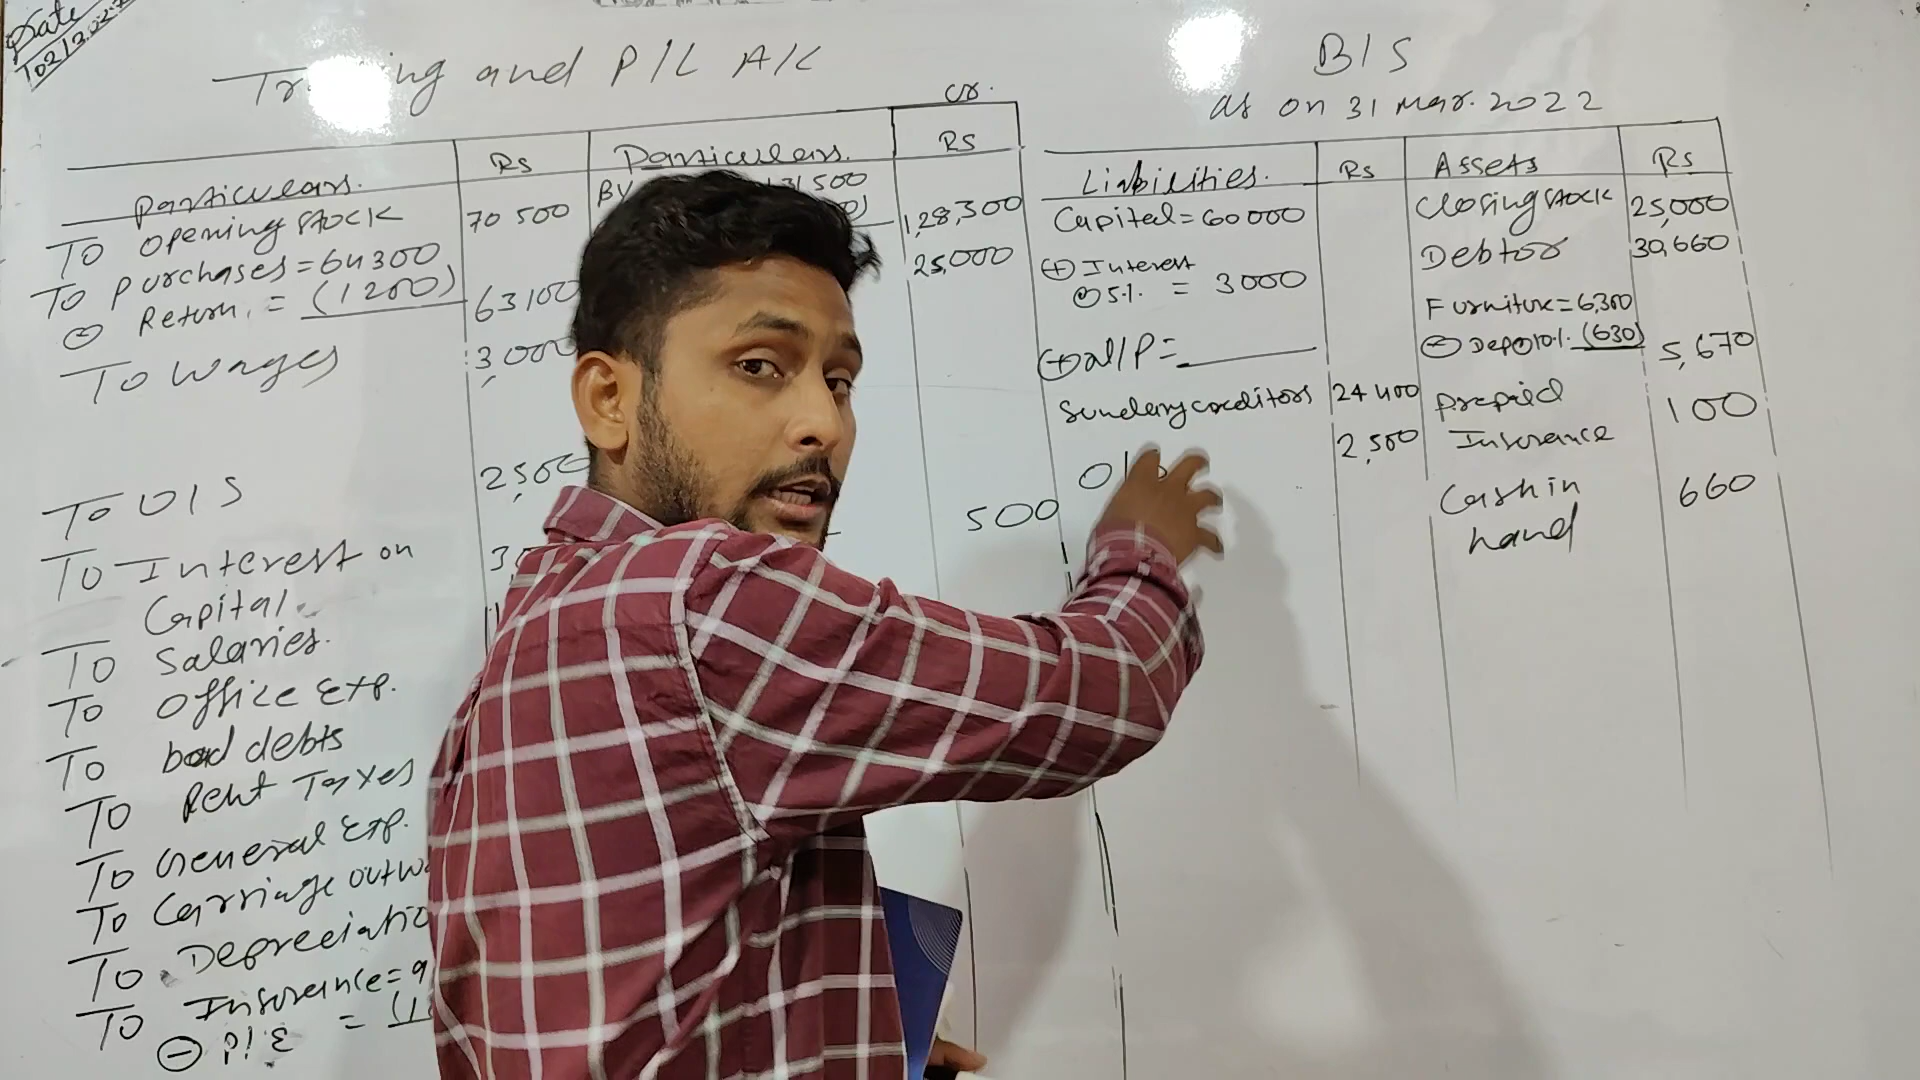 Date
Trading and P/L A/C
cr.
Particulars.
Rs
Particulars.
Rs
To opening stock
70 500
BY
31500
1,28,300
To purchases = 64300
⊖ Return. = (1200)
63100
25,000
To wages
3,000
To O/S
2,500
500
To Interest on
Capital.
To Salaries.
To Office Exp.
To bad debts
To Rent Taxes
To General Exp.
To Carriage outw
To Depreciatio
To Insurance = 9
⊖ P/E = (1
B/S
as on 31 Mar. 2022
Liabilities.
Rs
Assets
Rs
Capital = 60000
Closing stock
25,000
⊕ Interest
@ 5%. = 3000
Debtor
30,660
Furniture = 6,300
⊖ Dep@10%. (630)
5,670
⊕ N/P =
Sundery creditors
24 400
Prepaid
Insurance
100
O/S
2,500
Cash in
hand
660